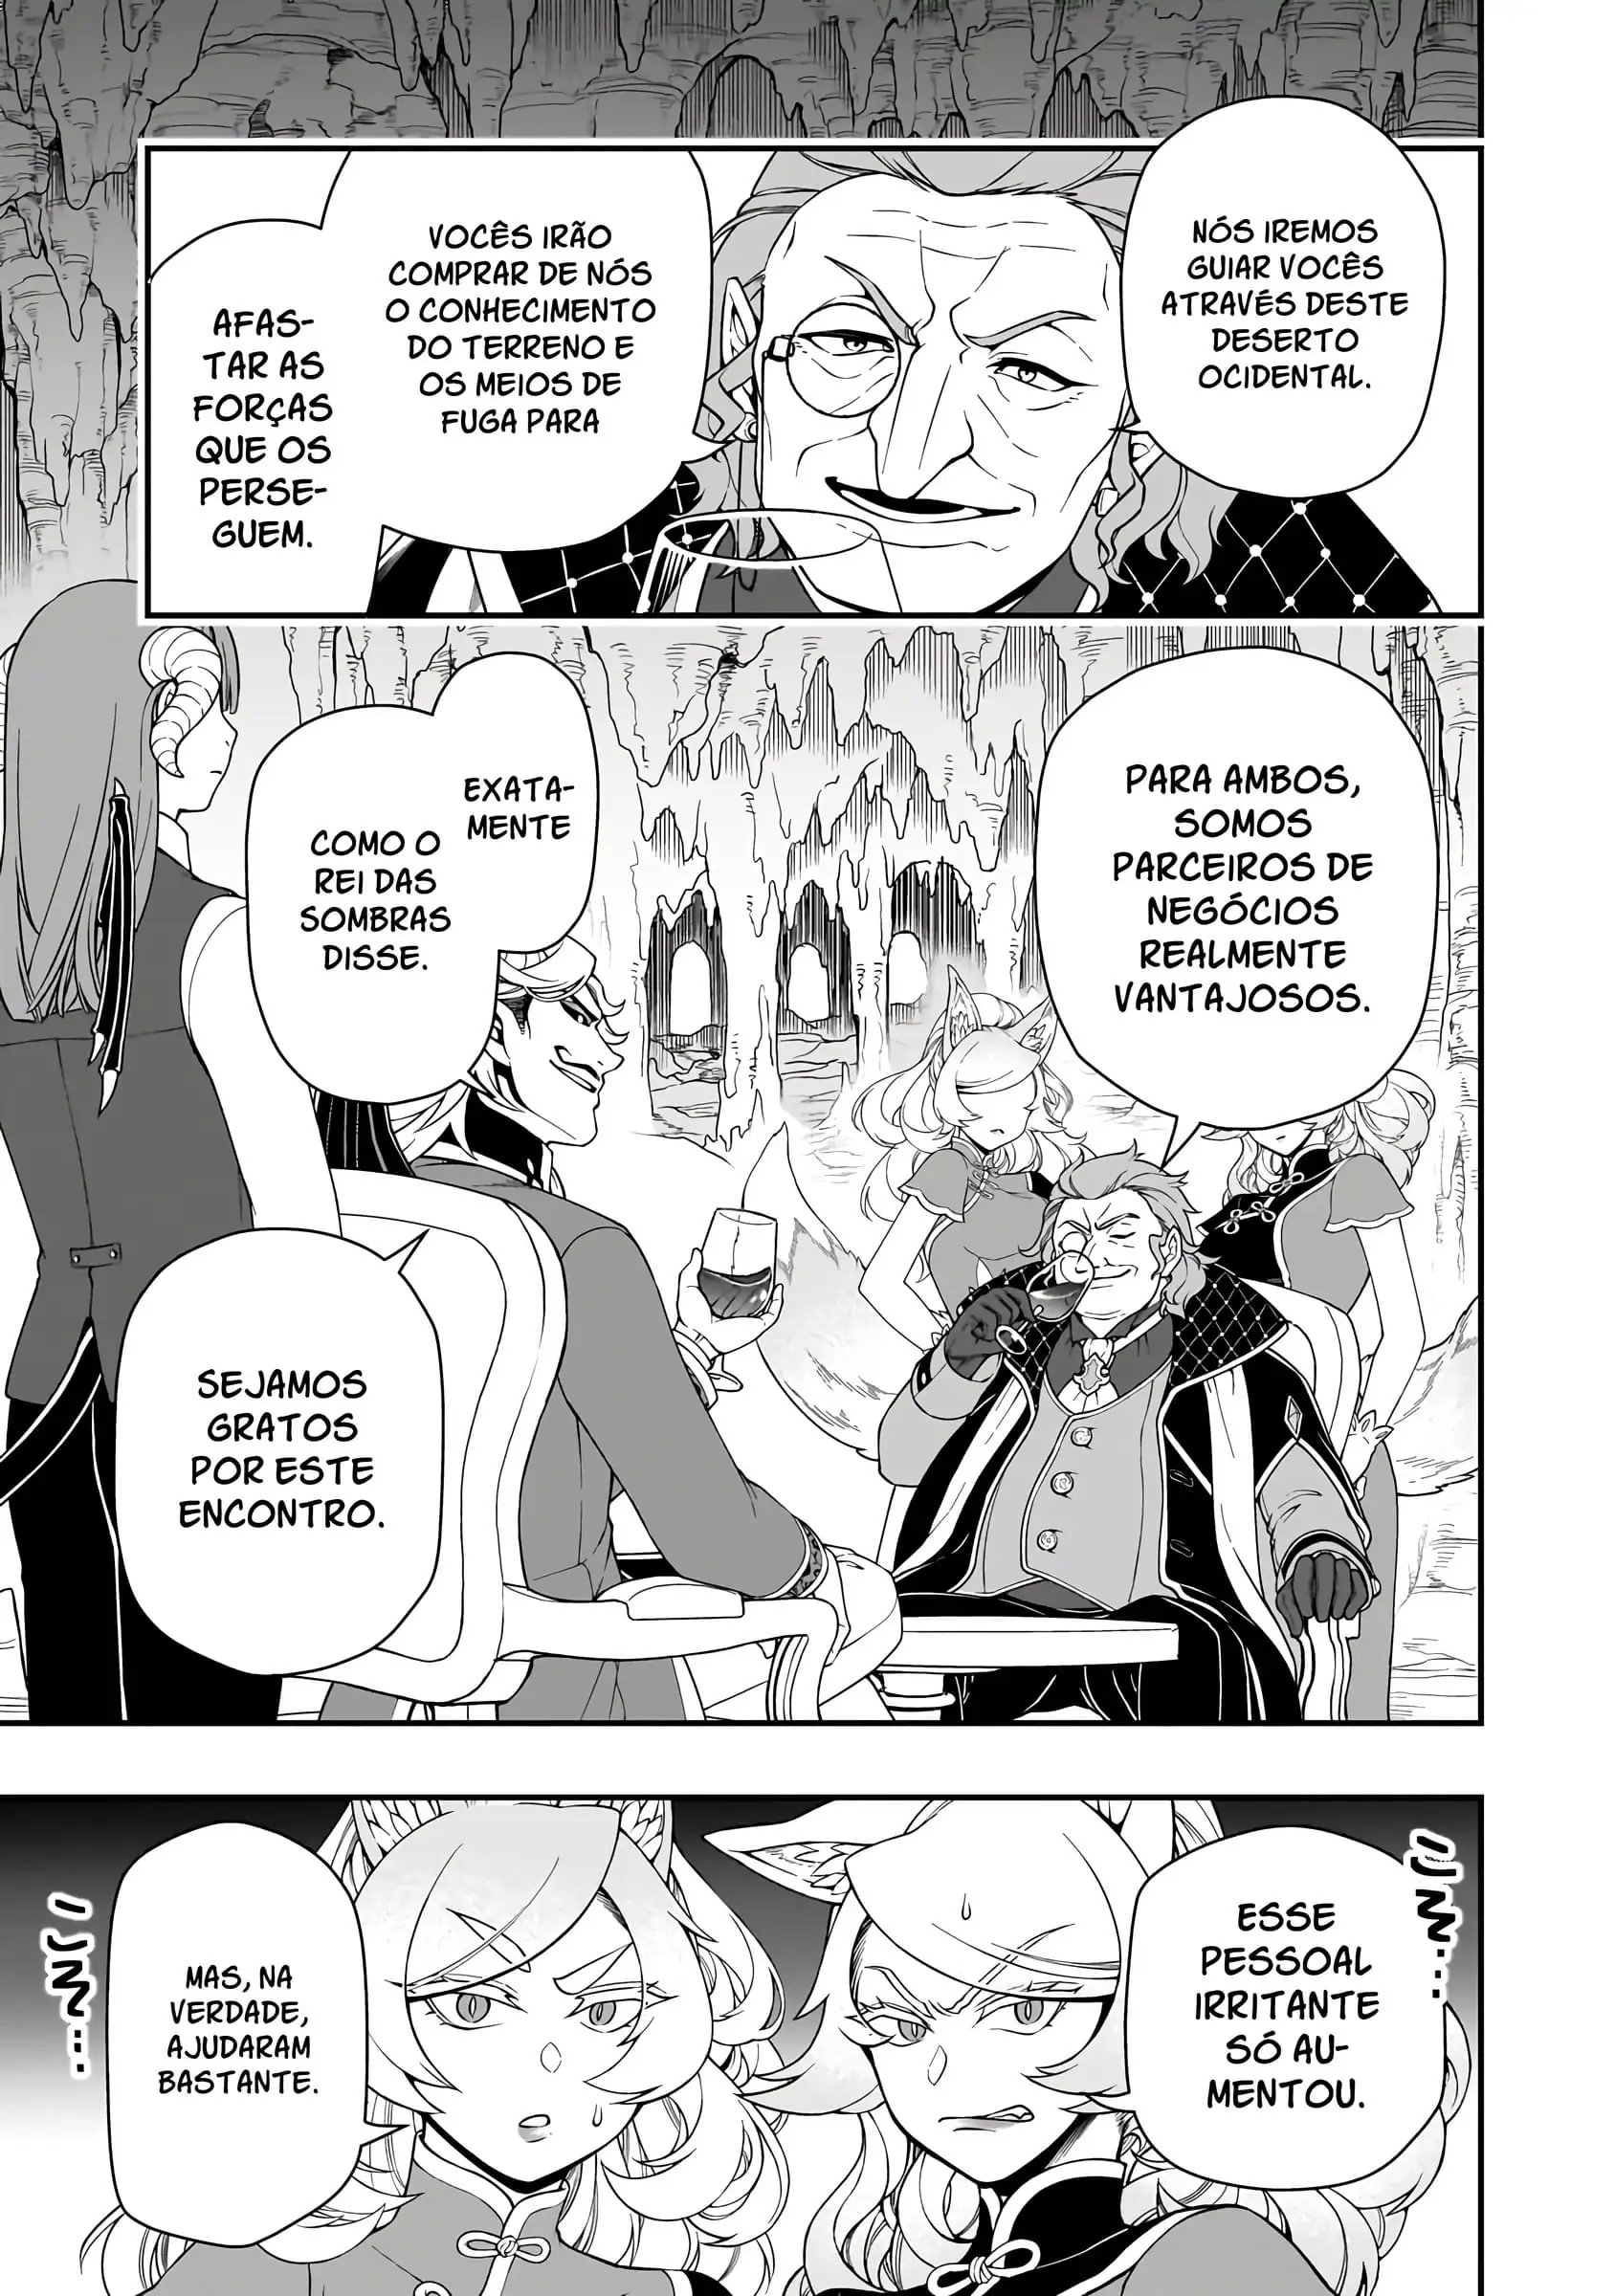 NÓS IREMOS
GUIAR VOCÊS
ATRAVÉS DESTE
DESERTO
OCIDENTAL.
VOCÊS IRÃO
COMPRAR DE NÓS
O CONHECIMENTO
DO TERRENO E
OS MEIOS DE
FUGA PARA
AFAS-
TAR AS
FORÇAS
QUE OS
PERSE-
GUEM.
PARA AMBOS,
SOMOS
PARCEIROS DE
NEGÓCIOS
REALMENTE
VANTAJOSOS.
EXATA-
MENTE
COMO O
REI DAS
SOMBRAS
DISSE.
SEJAMOS
GRATOS
POR ESTE
ENCONTRO.
ESSE
PESSOAL
IRRITANTE
SÓ AU-
MENTOU.
MAS, NA
VERDADE,
AJUDARAM
BASTANTE.